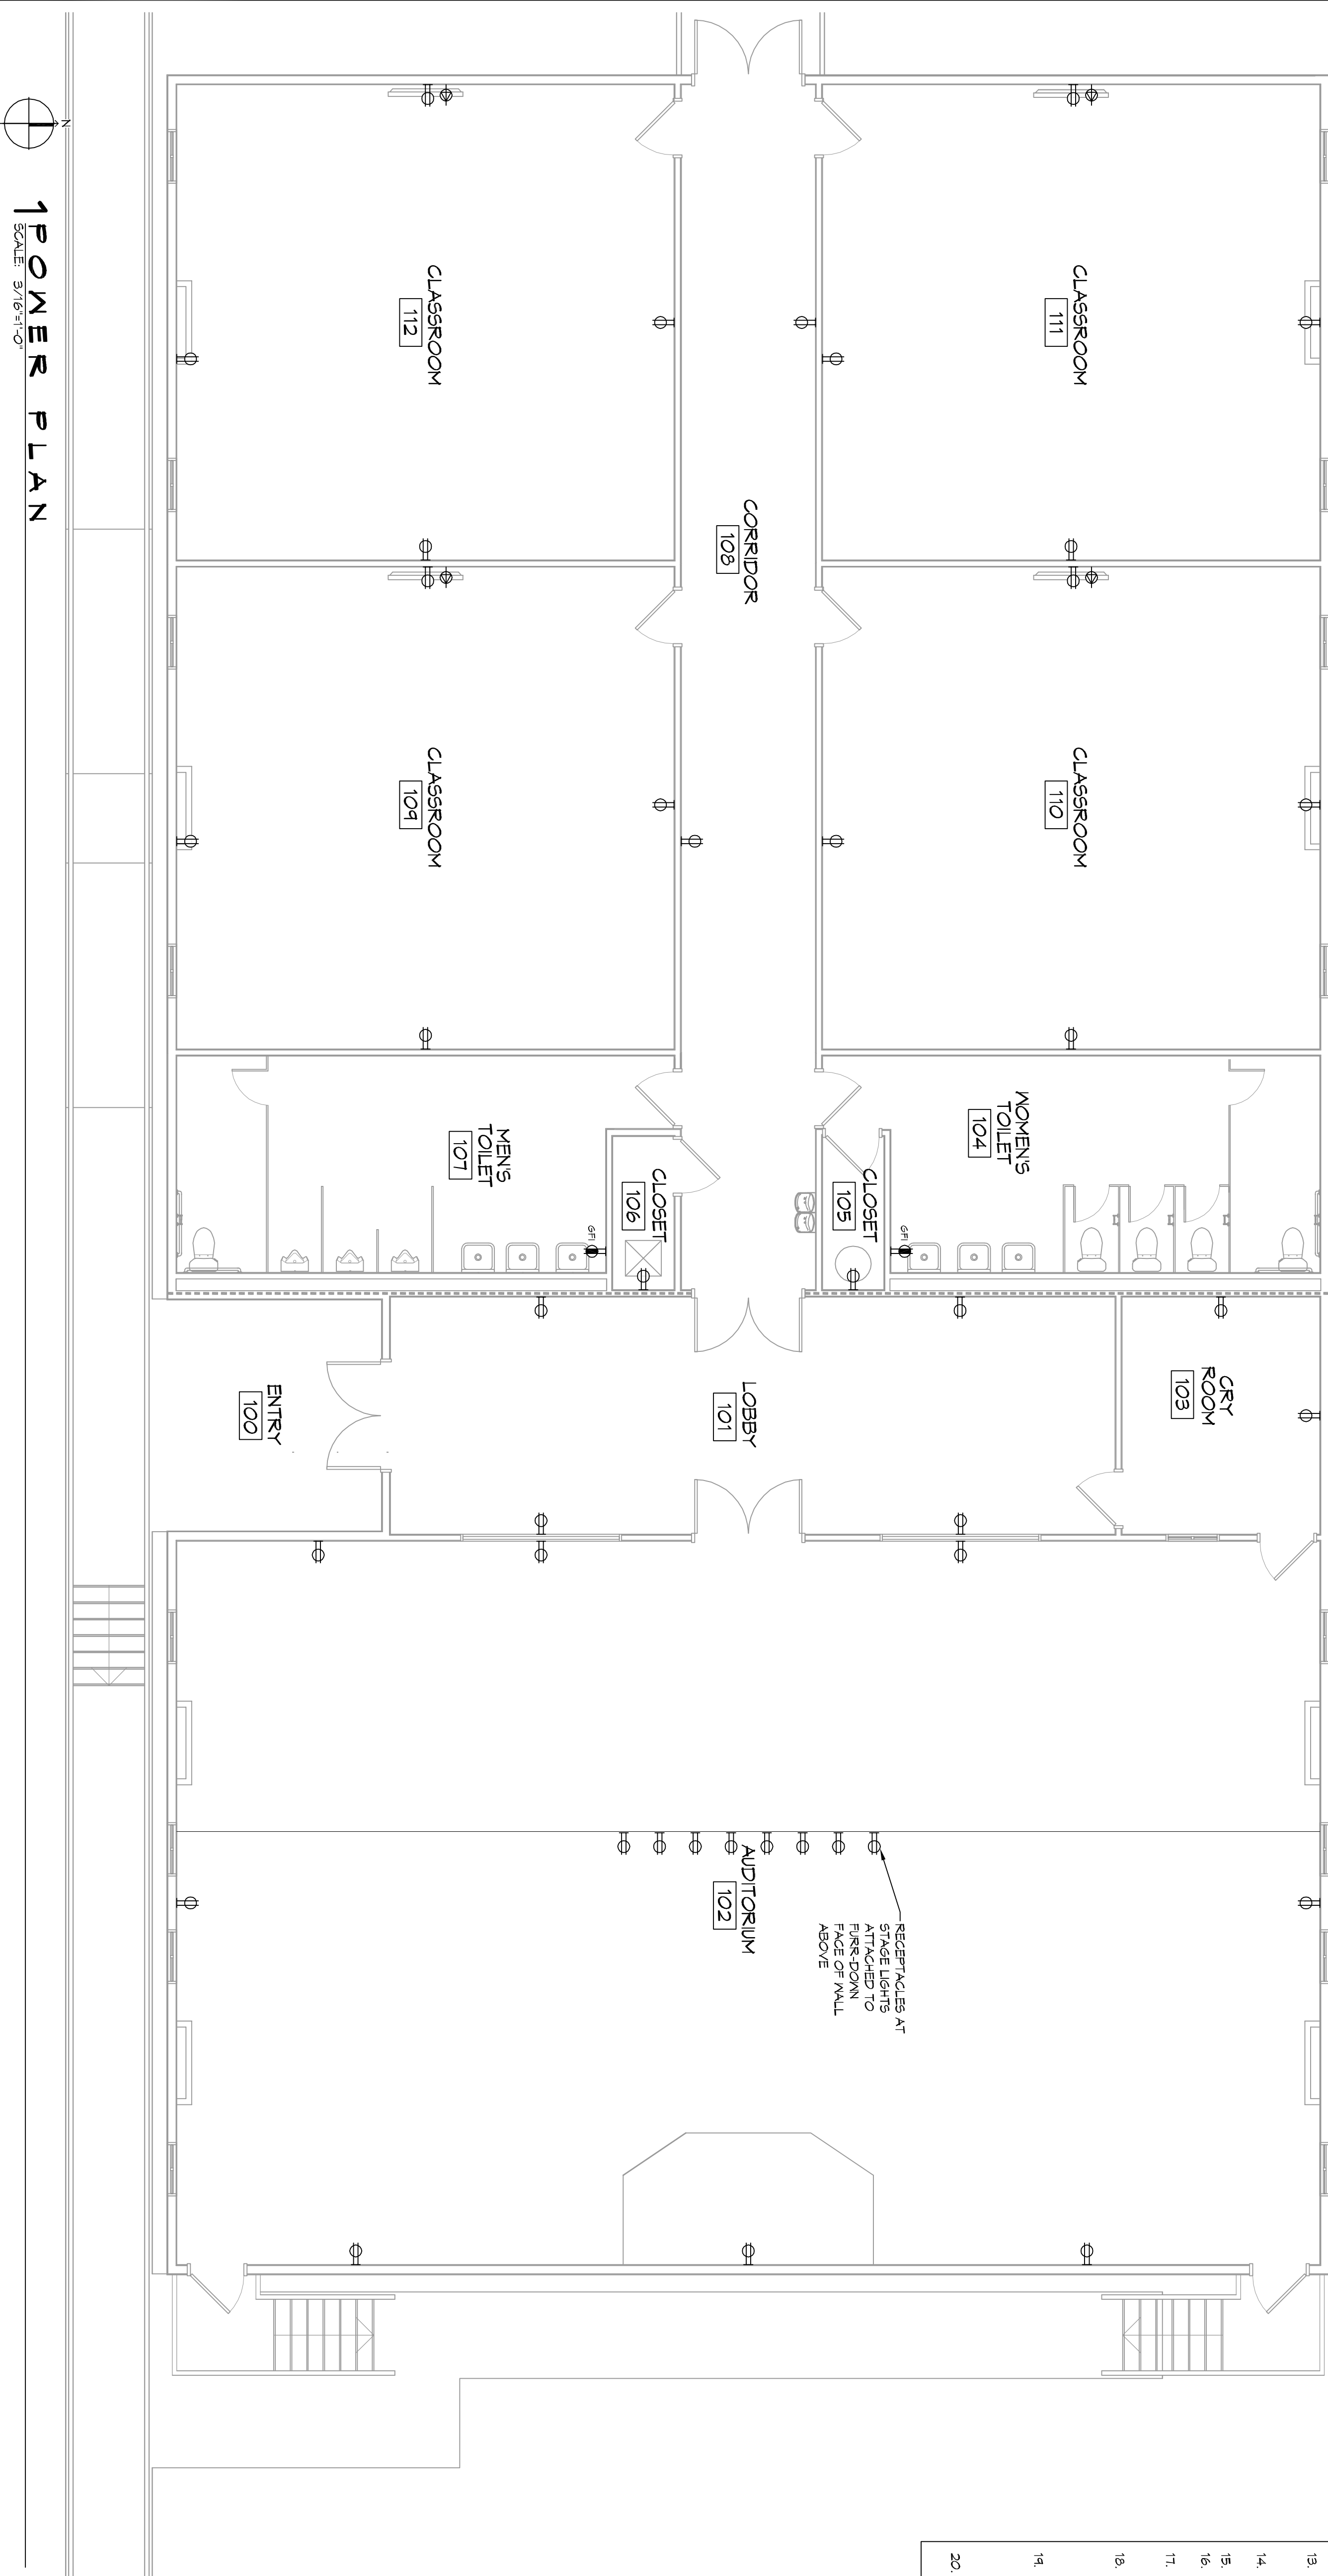 CLASSROOM
111
CLASSROOM
110
WOMEN'S
TOILET
104
CLOSET
105
GFI
CRY
ROOM
103
CORRIDOR
108
LOBBY
101
RECEPTACLES AT
STAGE LIGHTS
ATTACHED TO
FURR-DOWN
FACE OF WALL
ABOVE
AUDITORIUM
102
CLASSROOM
112
CLASSROOM
109
MEN'S
TOILET
107
CLOSET
106
GFI
ENTRY
100
13.
14.
15.
16.
17.
18.
19.
20.
N
1 POWER PLAN
SCALE: 3/16"=1'-0"